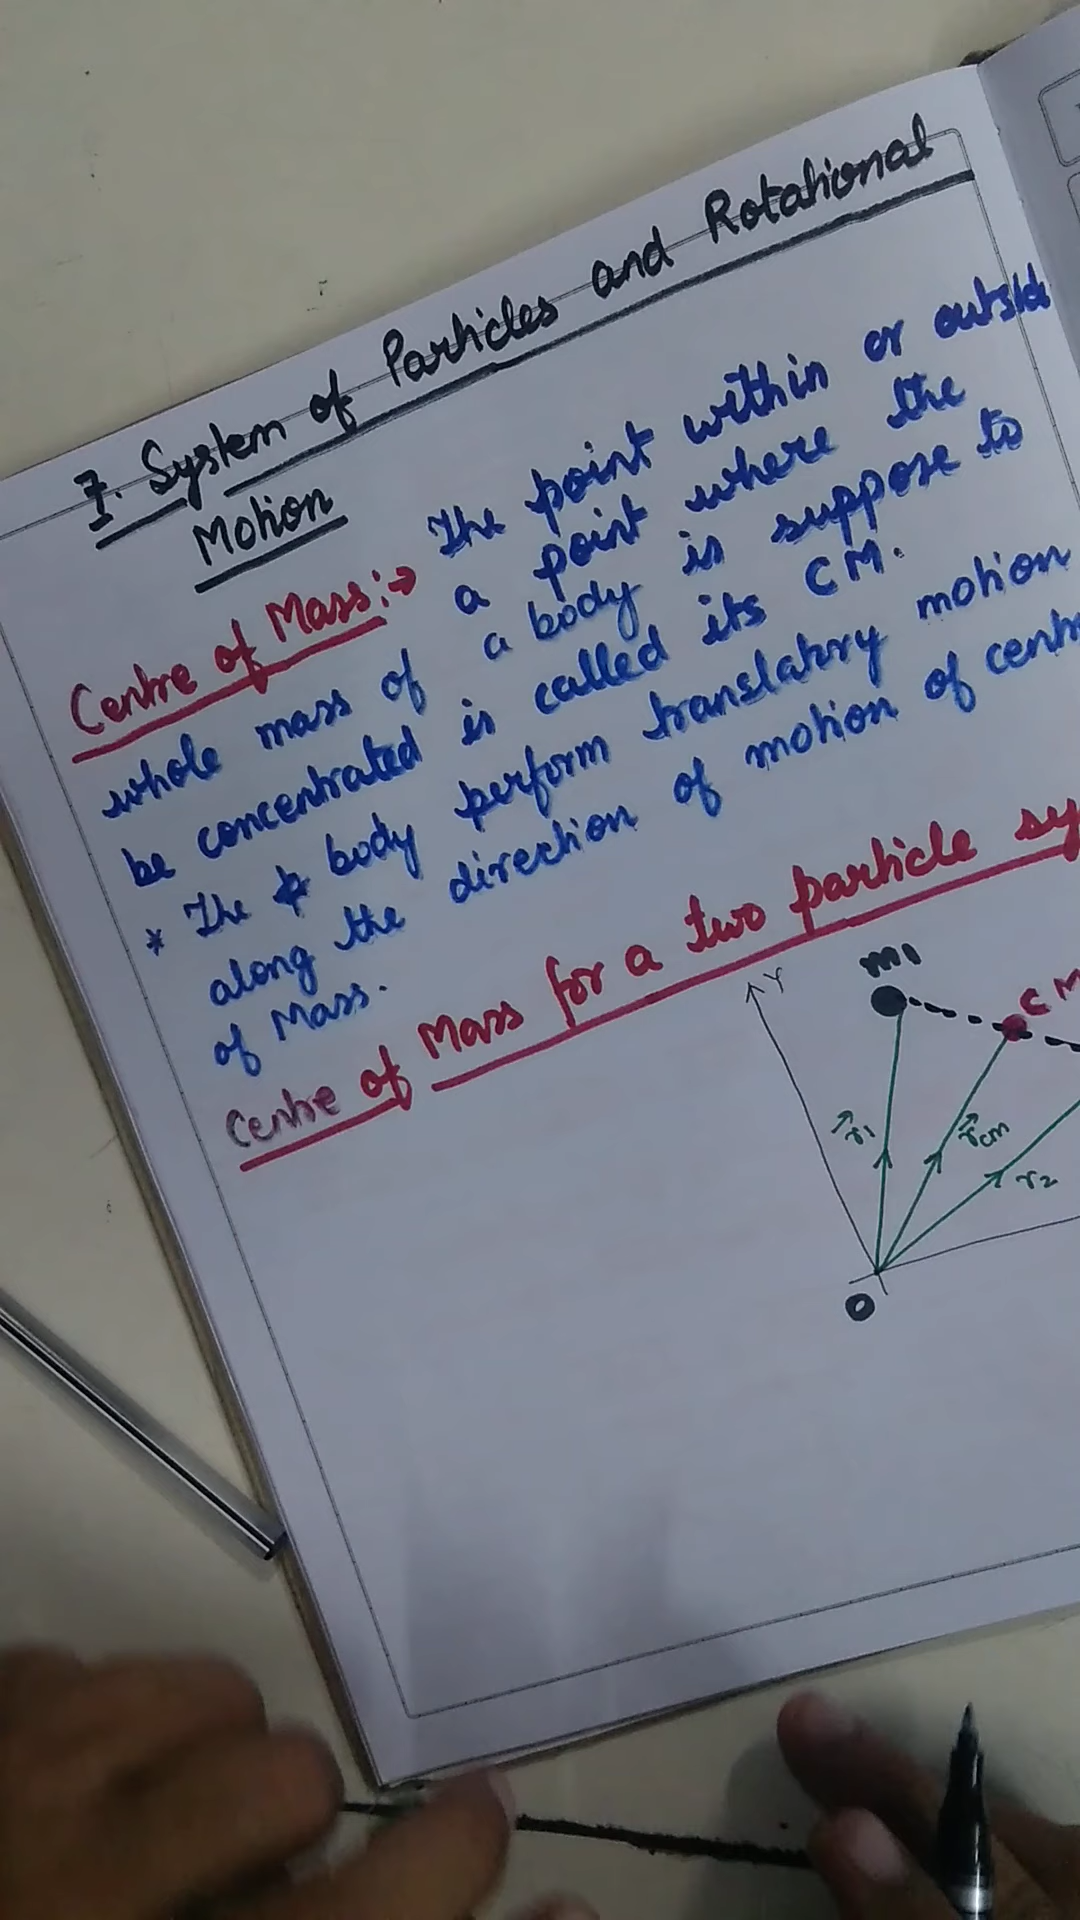 7. System of Particles and Rotational
Motion
Centre of Mass:→ The point within or outside
a point where the
whole mass of a body is suppose to
be concentrated is called its CM.
* The body perform translatory motion
along the direction of motion of centr
of Mass.
Centre of Mass for a two particle sy
Y
m1
CM
r1
rcm
r2
O